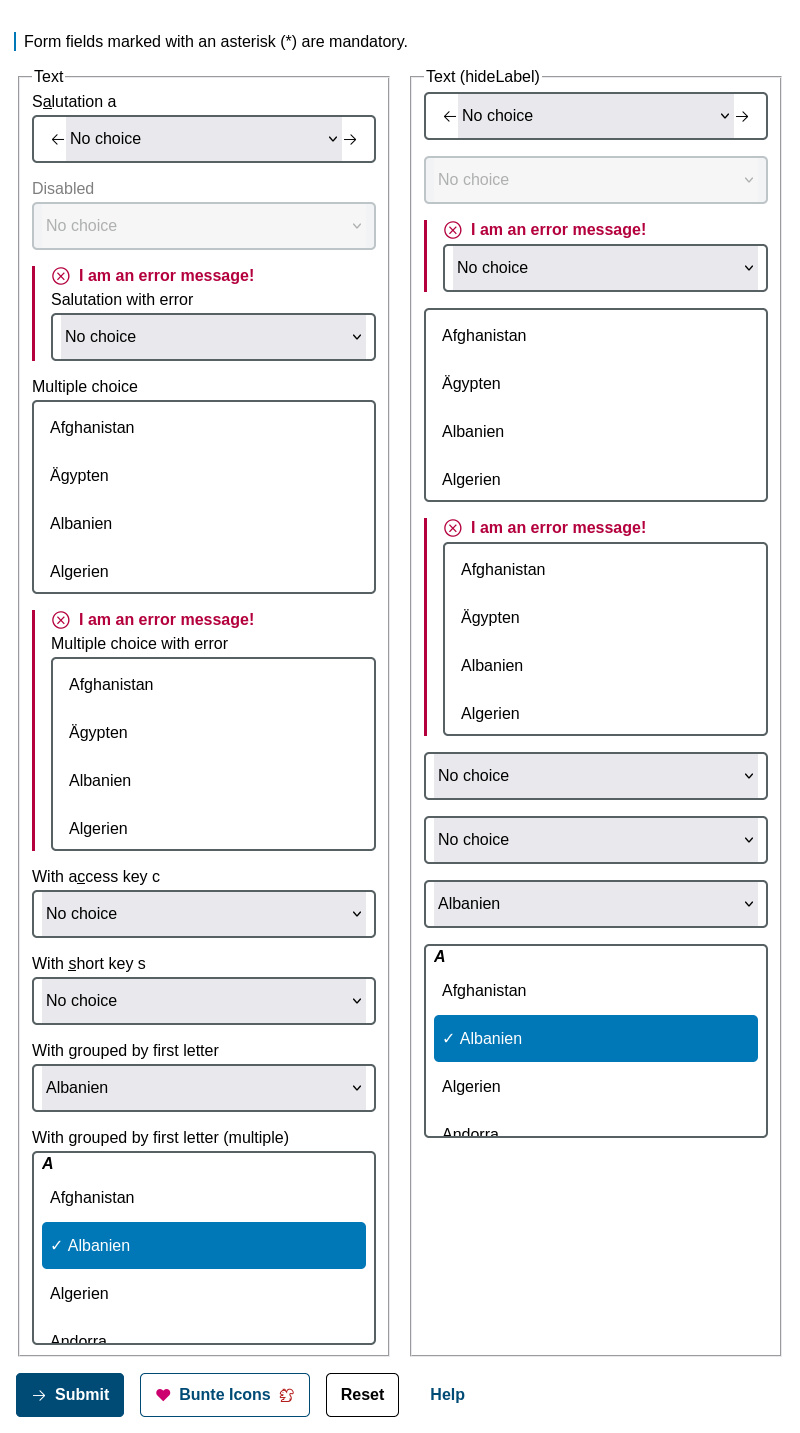 Form fields marked with an asterisk (*) are mandatory.
Text
Salutation a
No choice
Disabled
No choice
I am an error message!
Salutation with error
No choice
Multiple choice
Afghanistan
Ägypten
Albanien
Algerien
I am an error message!
Multiple choice with error
Afghanistan
Ägypten
Albanien
Algerien
With access key c
No choice
With short key s
No choice
With grouped by first letter
Albanien
With grouped by first letter (multiple)
A
Afghanistan
✓ Albanien
Algerien
Andorra
Text (hideLabel)
No choice
No choice
I am an error message!
No choice
Afghanistan
Ägypten
Albanien
Algerien
I am an error message!
Afghanistan
Ägypten
Albanien
Algerien
No choice
No choice
Albanien
A
Afghanistan
✓ Albanien
Algerien
Andorra
Submit
Bunte Icons
Reset
Help